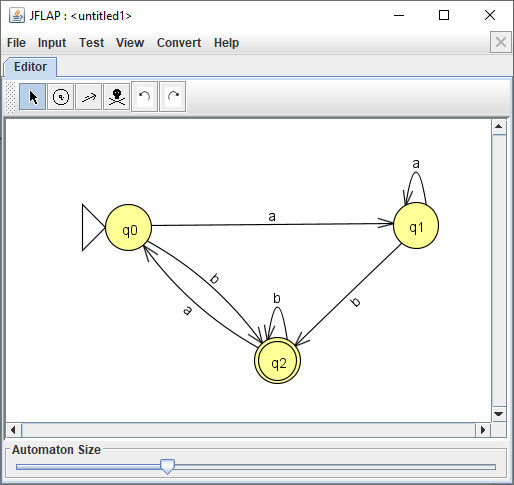 JFLAP : <untitled1>
File Input Test View Convert Help
Editor
a
q0
a
q1
b
a
b
b
q2
Automaton Size